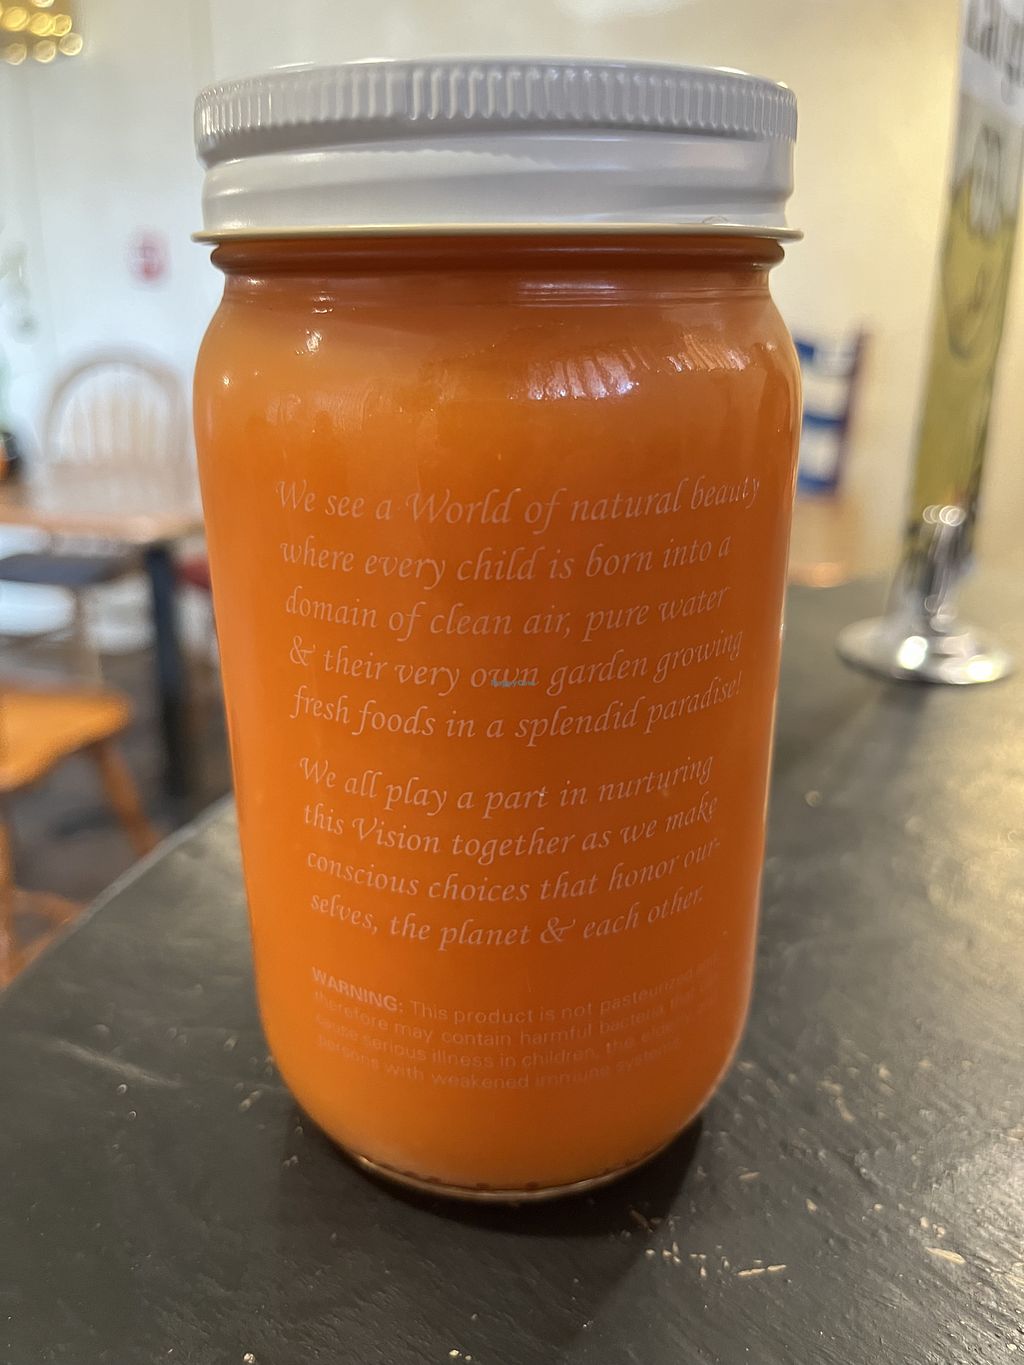 We see a World of natural beauty
where every child is born into a
domain of clean air, pure water
& their very own garden growing
fresh foods in a splendid paradise!
We all play a part in nurturing
this Vision together as we make
conscious choices that honor our-
selves, the planet & each other.
WARNING: This product is not pasteurized and
therefore may contain harmful bacteria that can
cause serious illness in children, the elderly and
persons with weakened immune systems.